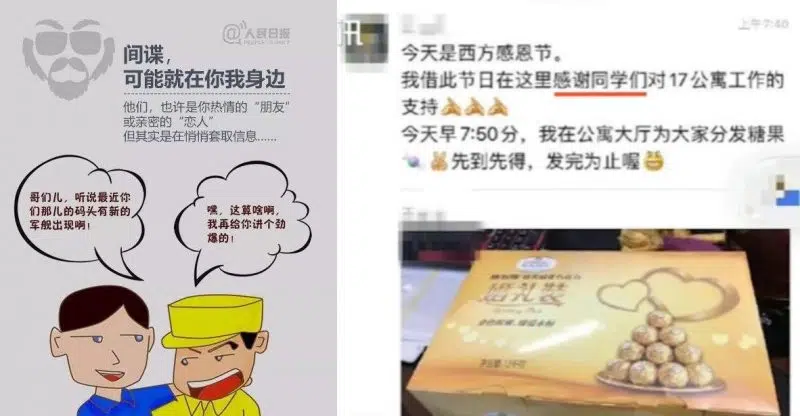 @人民日报
间谍，
可能就在你我身边
他们，也许是你热情的“朋友”
或亲密的“恋人”
但其实是在悄悄套取信息……
哥们儿，听说最近你
们那儿的码头有新的
军舰出现啊！
嘿，这算啥啊，
我再给你讲个劲
爆的！
上午7:40
今天是西方感恩节。
我借此节日在这里感谢同学们对17公寓工作的
支持
今天早7:50分，我在公寓大厅为大家分发糖果
先到先得，发完为止喔